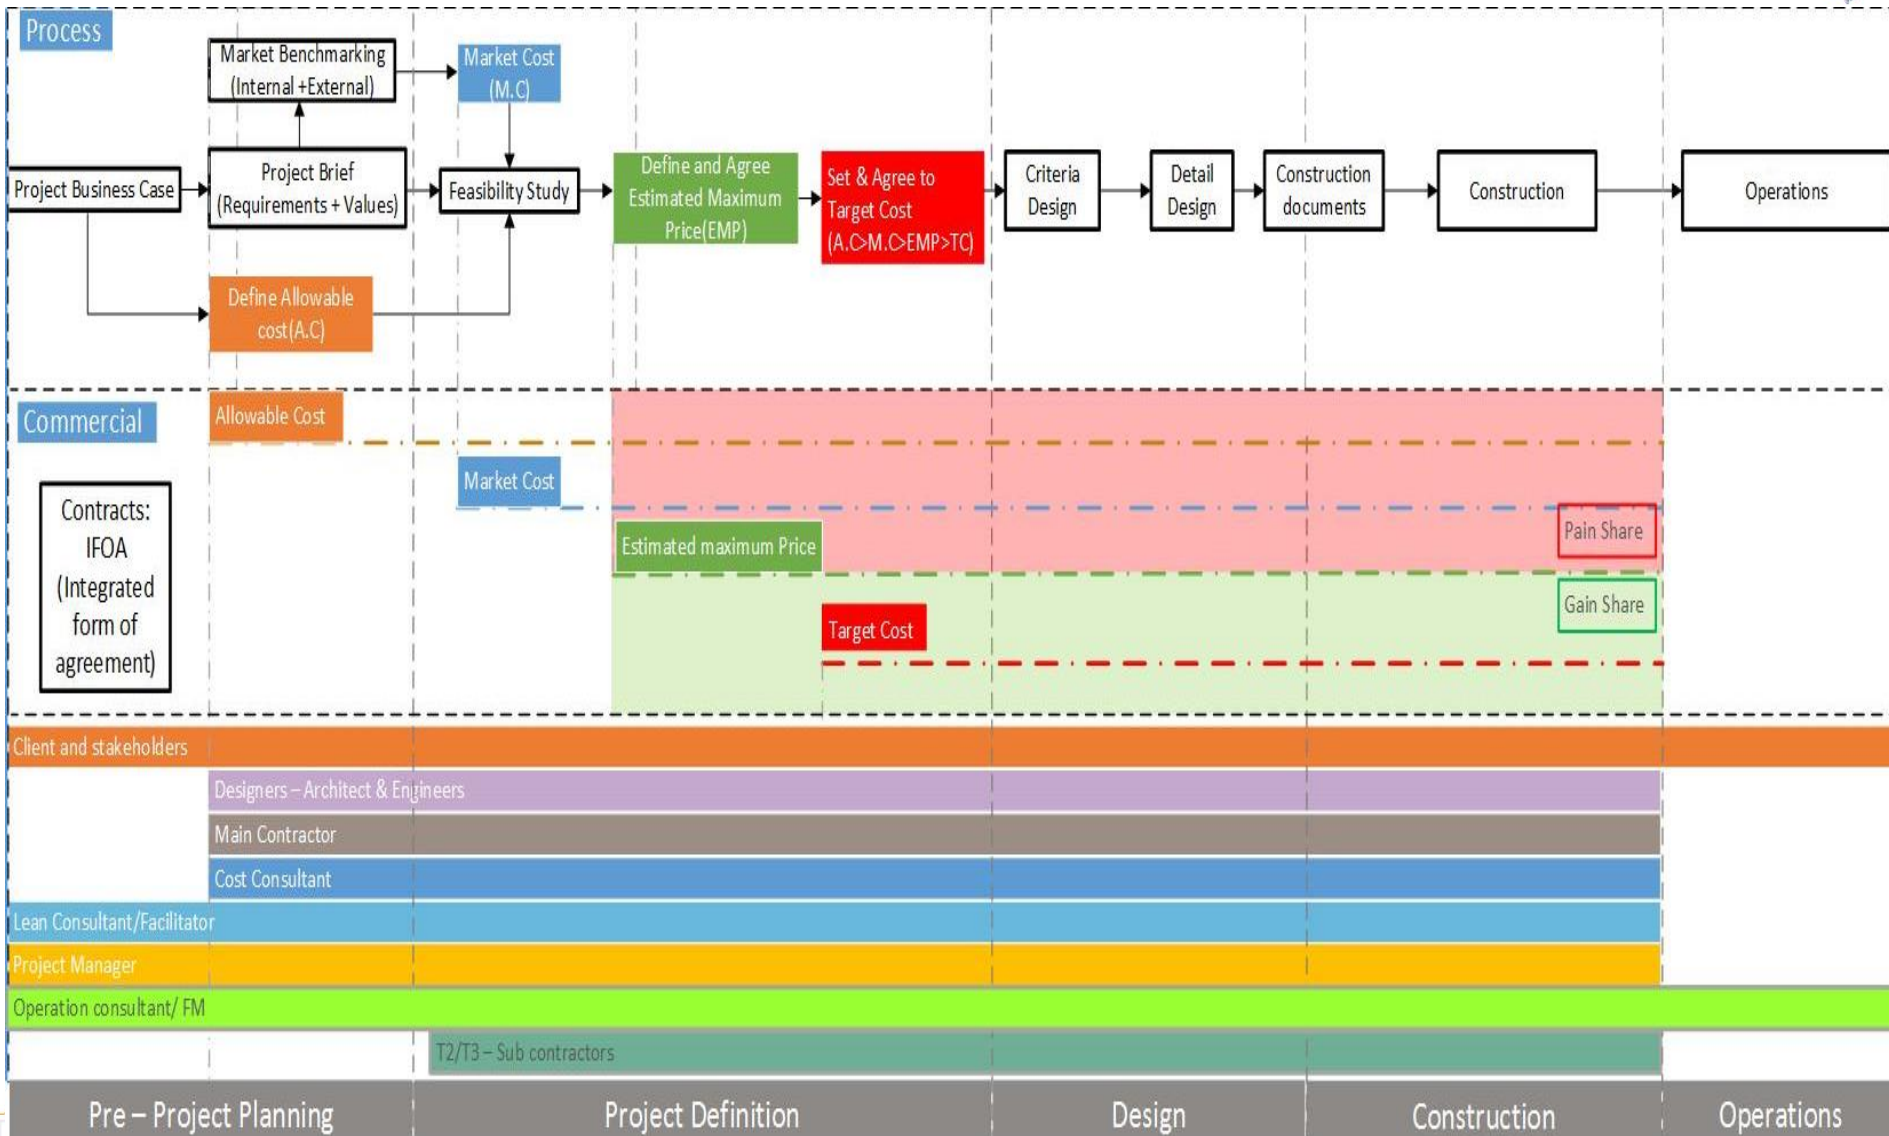 Process
Market Benchmarking
(Internal +External)
Market Cost
(M.C)
Project Business Case
Project Brief
(Requirements + Values)
Feasibility Study
Define and Agree
Estimated Maximum
Price(EMP)
Set & Agree to
Target Cost
(A.C>M.C>EMP>TC)
Criteria
Design
Detail
Design
Construction
documents
Construction
Operations
Define Allowable
cost(A.C)
Commercial
Allowable Cost
Market Cost
Contracts:
IFOA
(Integrated
form of
agreement)
Estimated maximum Price
Pain Share
Gain Share
Target Cost
Client and stakeholders
Designers – Architect & Engineers
Main Contractor
Cost Consultant
Lean Consultant/Facilitator
Project Manager
Operation consultant/ FM
T2/T3 – Sub contractors
Pre – Project Planning
Project Definition
Design
Construction
Operations